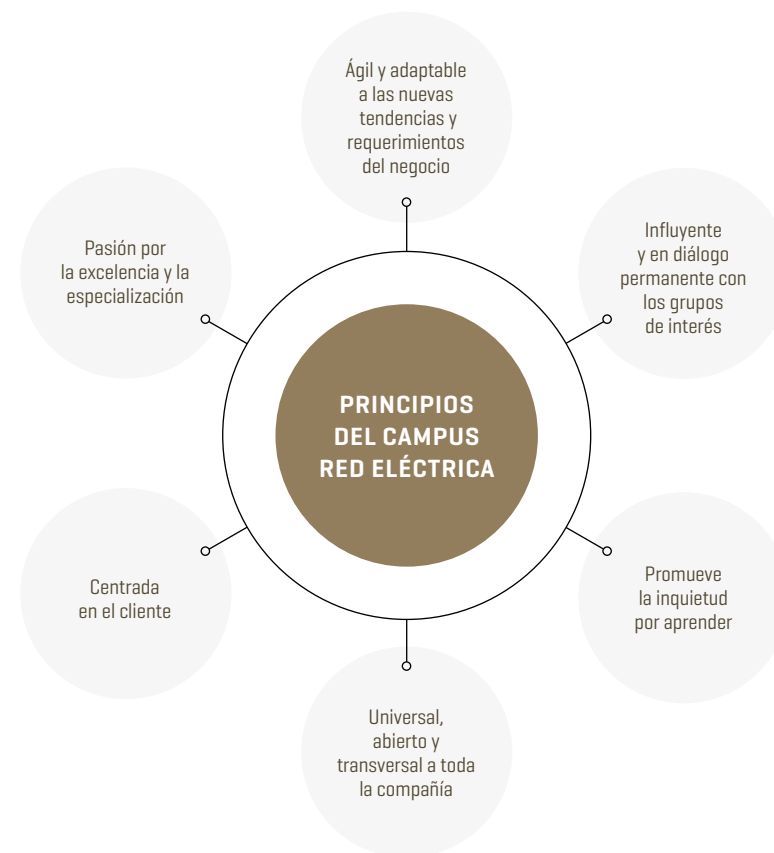 Ágil y adaptable
a las nuevas
tendencias y
requerimientos
del negocio
Influyente
y en diálogo
permanente con
los grupos
de interés
Promueve
la inquietud
por aprender
Universal,
abierto y
transversal a toda
la compañía
Centrada
en el cliente
Pasión por
la excelencia y la
especialización
PRINCIPIOS
DEL CAMPUS
RED ELÉCTRICA